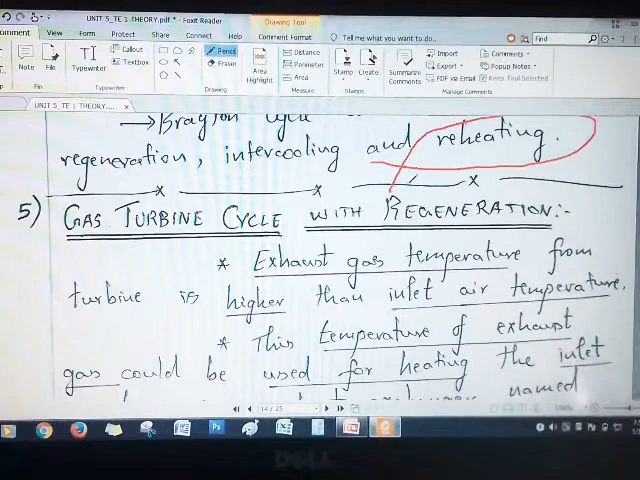 UNIT 5_TE 1 THEORY.pdf * - Foxit Reader
Drawing Tool
Comment View Form Protect Share Connect Help Comment Format Tell me what you want to do.. Find
Note File Typewriter Callout Textbox Pencil Eraser Area Highlight Distance Perimeter Area Stamp Create Summarize Comments Import Export FDF via Email Comments Popup Notes Keep Tool Selected
Typewriter Drawing Measure Stamp Manage Comments
UNIT 5_TE 1 THEORY....
→ Brayton Cycle
regeneration, intercooling and reheating.
5) GAS TURBINE CYCLE WITH REGENERATION:-
* Exhaust gas temperature from
turbine is higher than inlet air temperature.
* This temperature of exhaust
gas could be used for heating the inlet
named
14 / 25
DELL